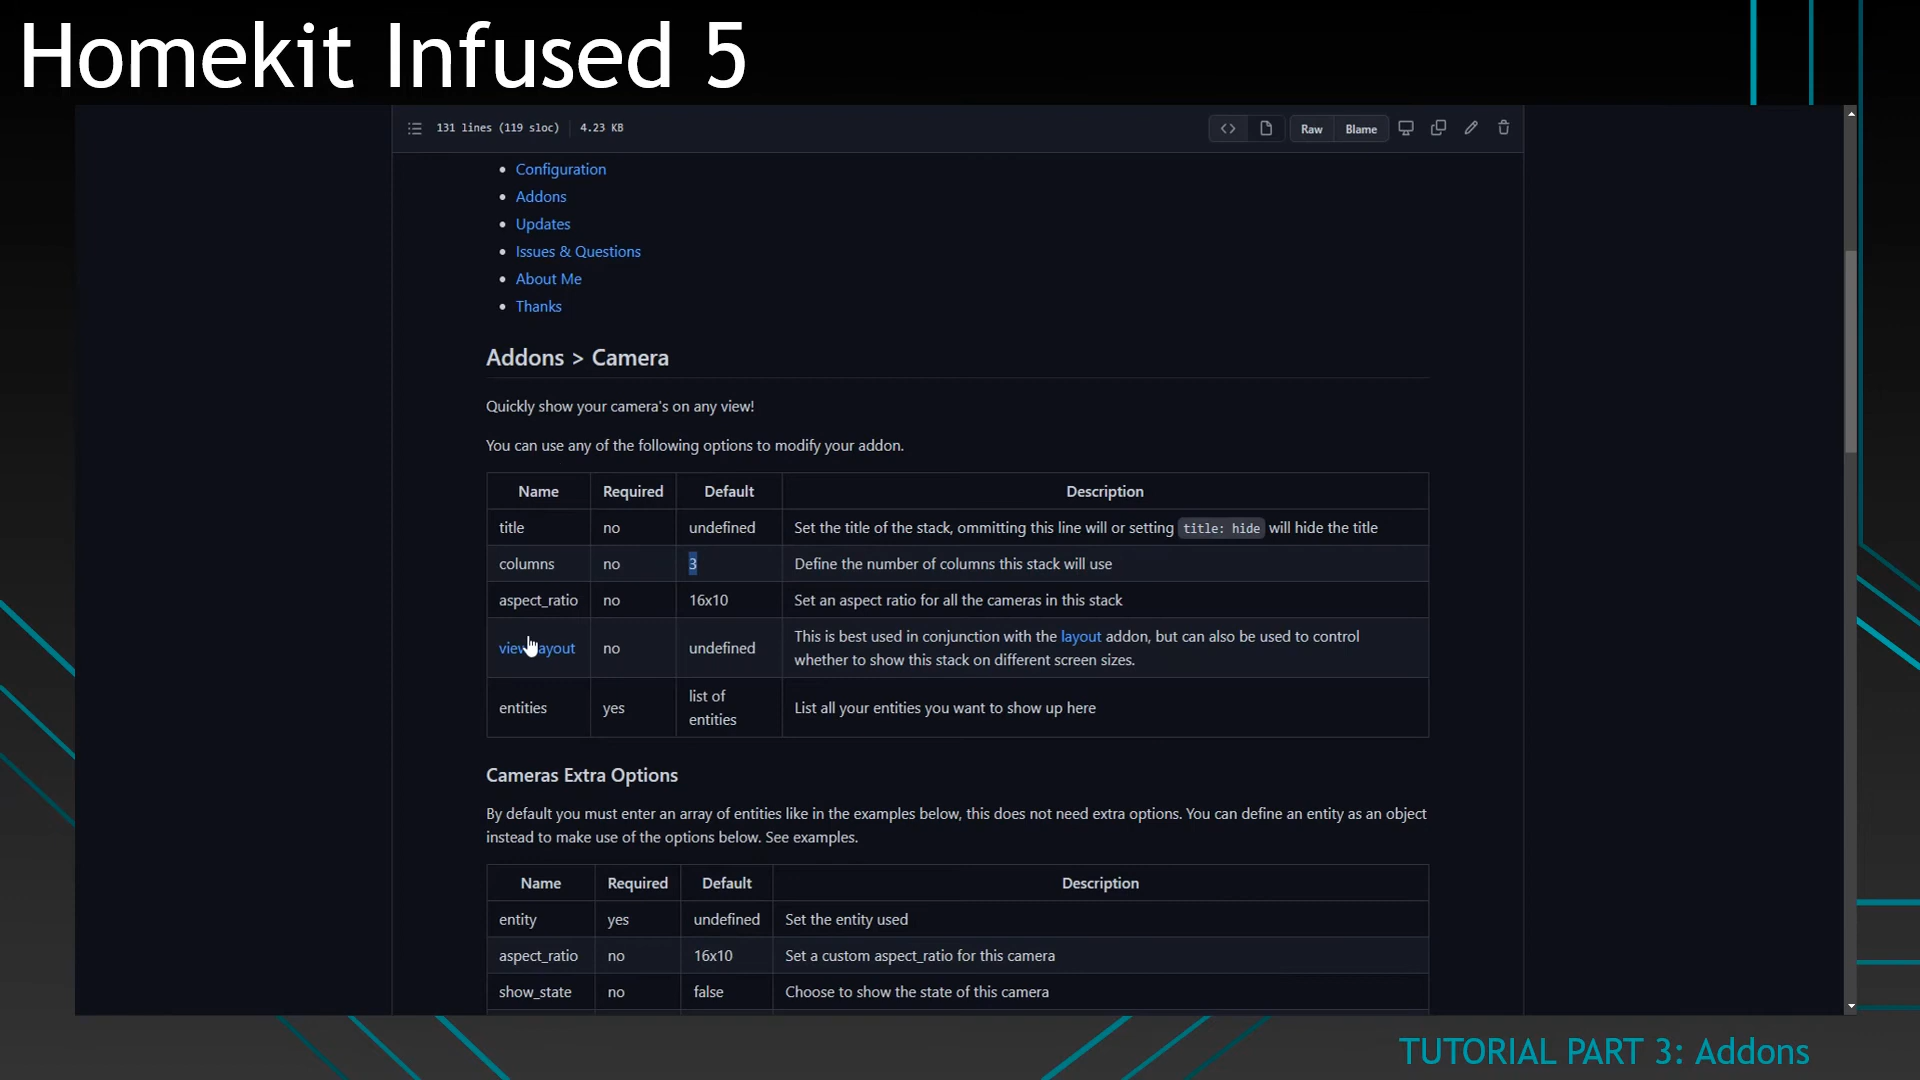 Homekit Infused 5
131 lines (119 sloc) 4.23 KB Raw Blame
Configuration
Addons
Updates
Issues & Questions
About Me
Thanks
Addons > Camera
Quickly show your camera's on any view!
You can use any of the following options to modify your addon.
Name Required Default Description
title no undefined Set the title of the stack, ommitting this line will or setting title: hide will hide the title
columns no 3 Define the number of columns this stack will use
aspect_ratio no 16x10 Set an aspect ratio for all the cameras in this stack
This is best used in conjunction with the layout addon, but can also be used to control
no undefined
whether to show this stack on different screen sizes.
list of
entities yes List all your entities you want to show up here
entities
Cameras Extra Options
By default you must enter an array of entities like in the examples below, this does not need extra options. You can define an entity as an object
instead to make use of the options below. See examples.
Name Required Default Description
entity yes undefined Set the entity used
aspect_ratio no 16x10 Set a custom aspect_ratio for this camera
show_state no false Choose to show the state of this camera
TUTORIAL PART 3: Addons